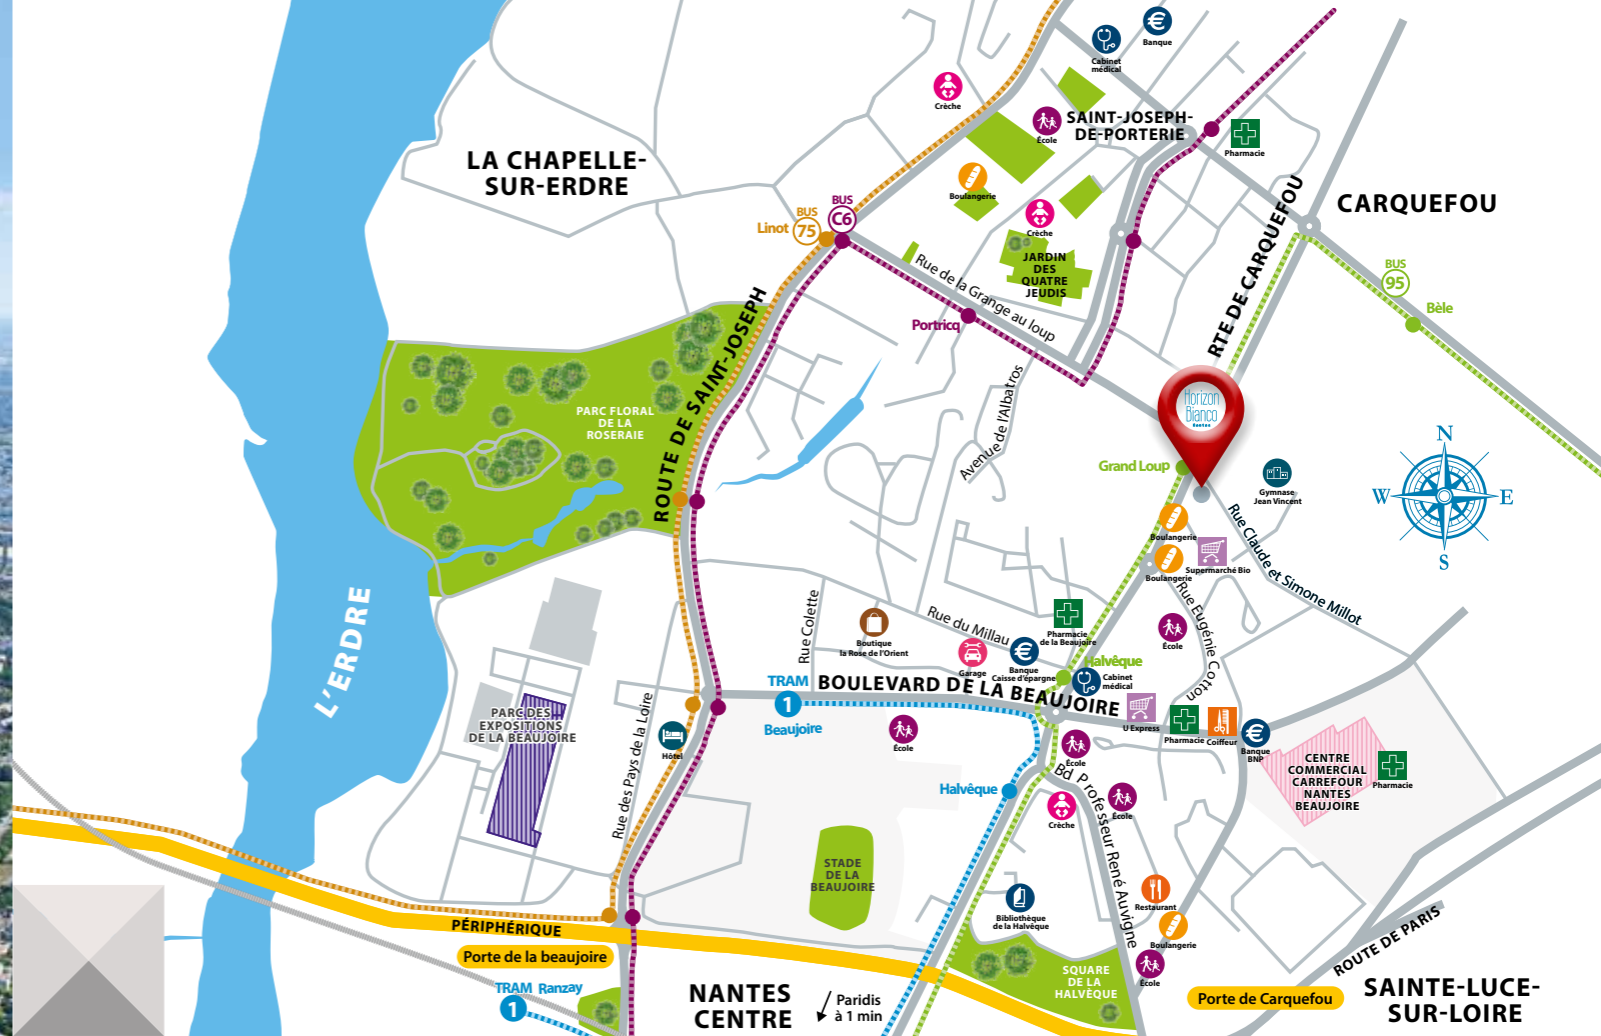 Banque
Cabinet
médical
Crèche
École
SAINT-JOSEPH-
DE-PORTERIE
Pharmacie
LA CHAPELLE-
SUR-ERDRE
Boulangerie
RTE DE CARQUEFOU
CARQUEFOU
BUS
C6
BUS
75
Linot
Crèche
JARDIN
DES
QUATRE
JEUDIS
Rue de la Grange au loup
BUS
95
Bèle
Portricq
ROUTE DE SAINT-JOSEPH
PARC FLORAL
DE LA
ROSERAIE
Avenue de l'Albatros
Horizon
Bianco
Nantes
Grand Loup
Gymnase
Jean Vincent
N
W
E
S
Boulangerie
Rue Claude et Simone Millot
Boulangerie
Supermarché Bio
Rue Eugénie Cotton
École
L'ERDRE
Rue Colette
Boutique
la Rose de l'Orient
Rue du Millau
Garage
Banque
Caisse d'épargne
Pharmacie
de la Beaujoire
Halvêque
Cabinet
médical
TRAM
1
Beaujoire
BOULEVARD DE LA BEAUJOIRE
U Express
Pharmacie
Coiffeur
Banque
BNP
PARC DES
EXPOSITIONS
DE LA BEAUJOIRE
Rue des Pays de la Loire
Hôtel
École
École
CENTRE
COMMERCIAL
CARREFOUR
NANTES
BEAUJOIRE
Pharmacie
Halvêque
Bd Professeur René Auvigne
Crèche
École
STADE
DE LA
BEAUJOIRE
Bibliothèque
de la Halvêque
Restaurant
Boulangerie
École
PÉRIPHÉRIQUE
Porte de la beaujoire
TRAM Ranzay
1
NANTES
CENTRE
Paridis
à 1 min
SQUARE
DE LA
HALVÈQUE
Porte de Carquefou
ROUTE DE PARIS
SAINTE-LUCE-
SUR-LOIRE